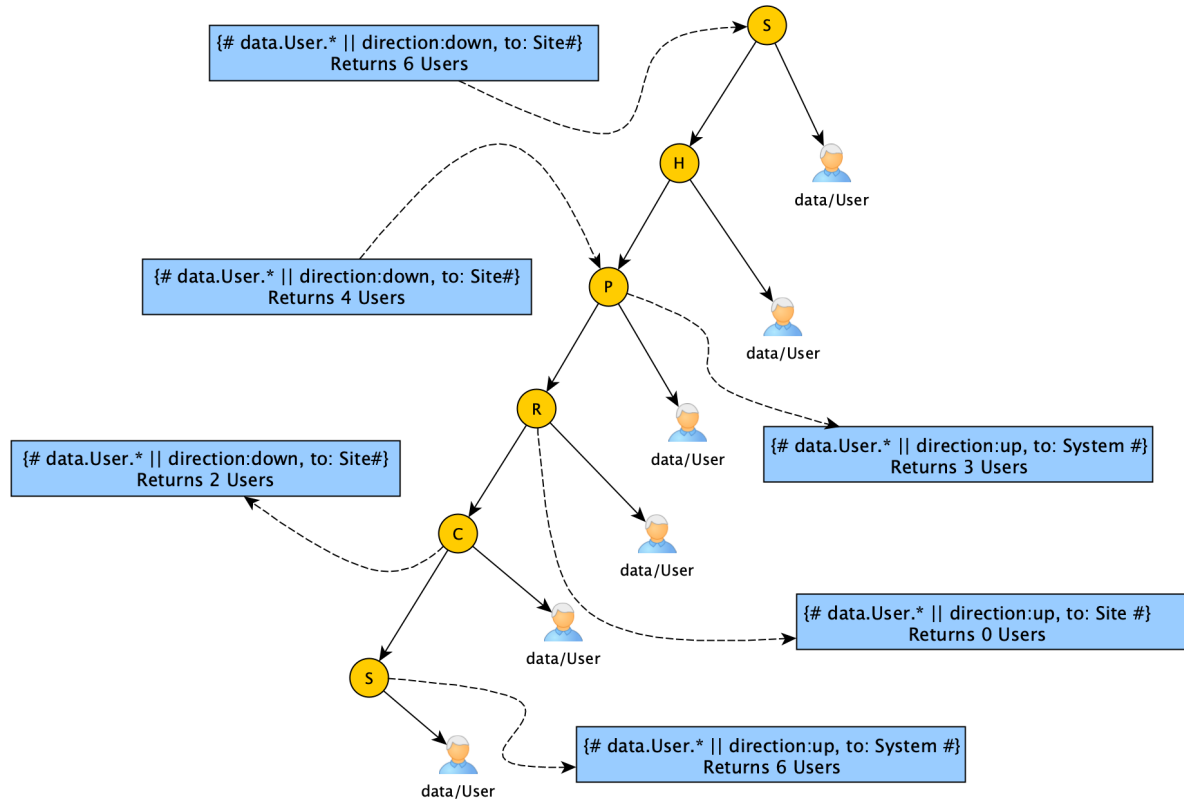 S
{# data.User.* || direction:down, to: Site#}
Returns 6 Users
H
data/User
{# data.User.* || direction:down, to: Site#}
Returns 4 Users
P
data/User
R
data/User
{# data.User.* || direction:up, to: System #}
Returns 3 Users
{# data.User.* || direction:down, to: Site#}
Returns 2 Users
C
data/User
{# data.User.* || direction:up, to: Site #}
Returns 0 Users
data/User
S
{# data.User.* || direction:up, to: System #}
Returns 6 Users
data/User